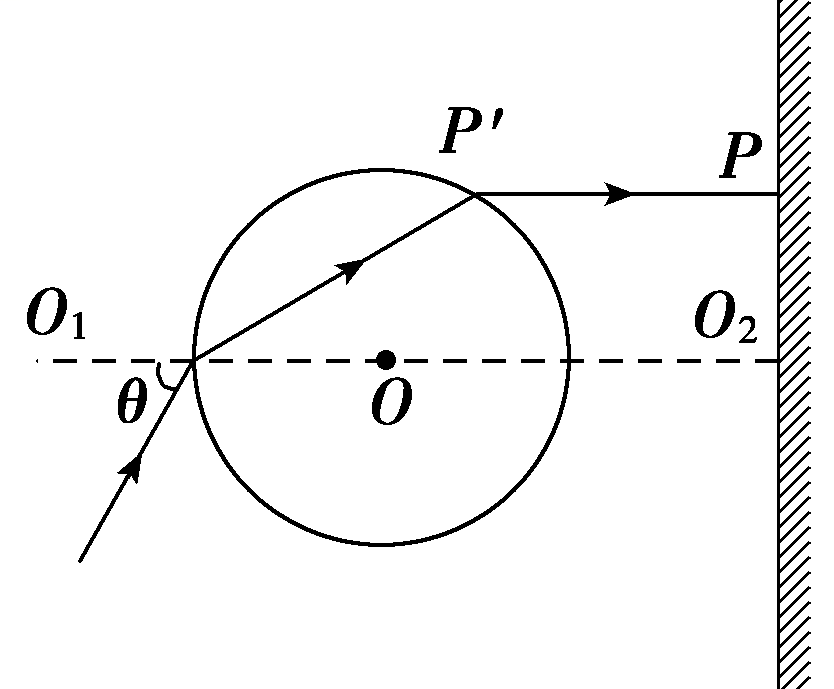 P′
P
O₁
O₂
θ
O